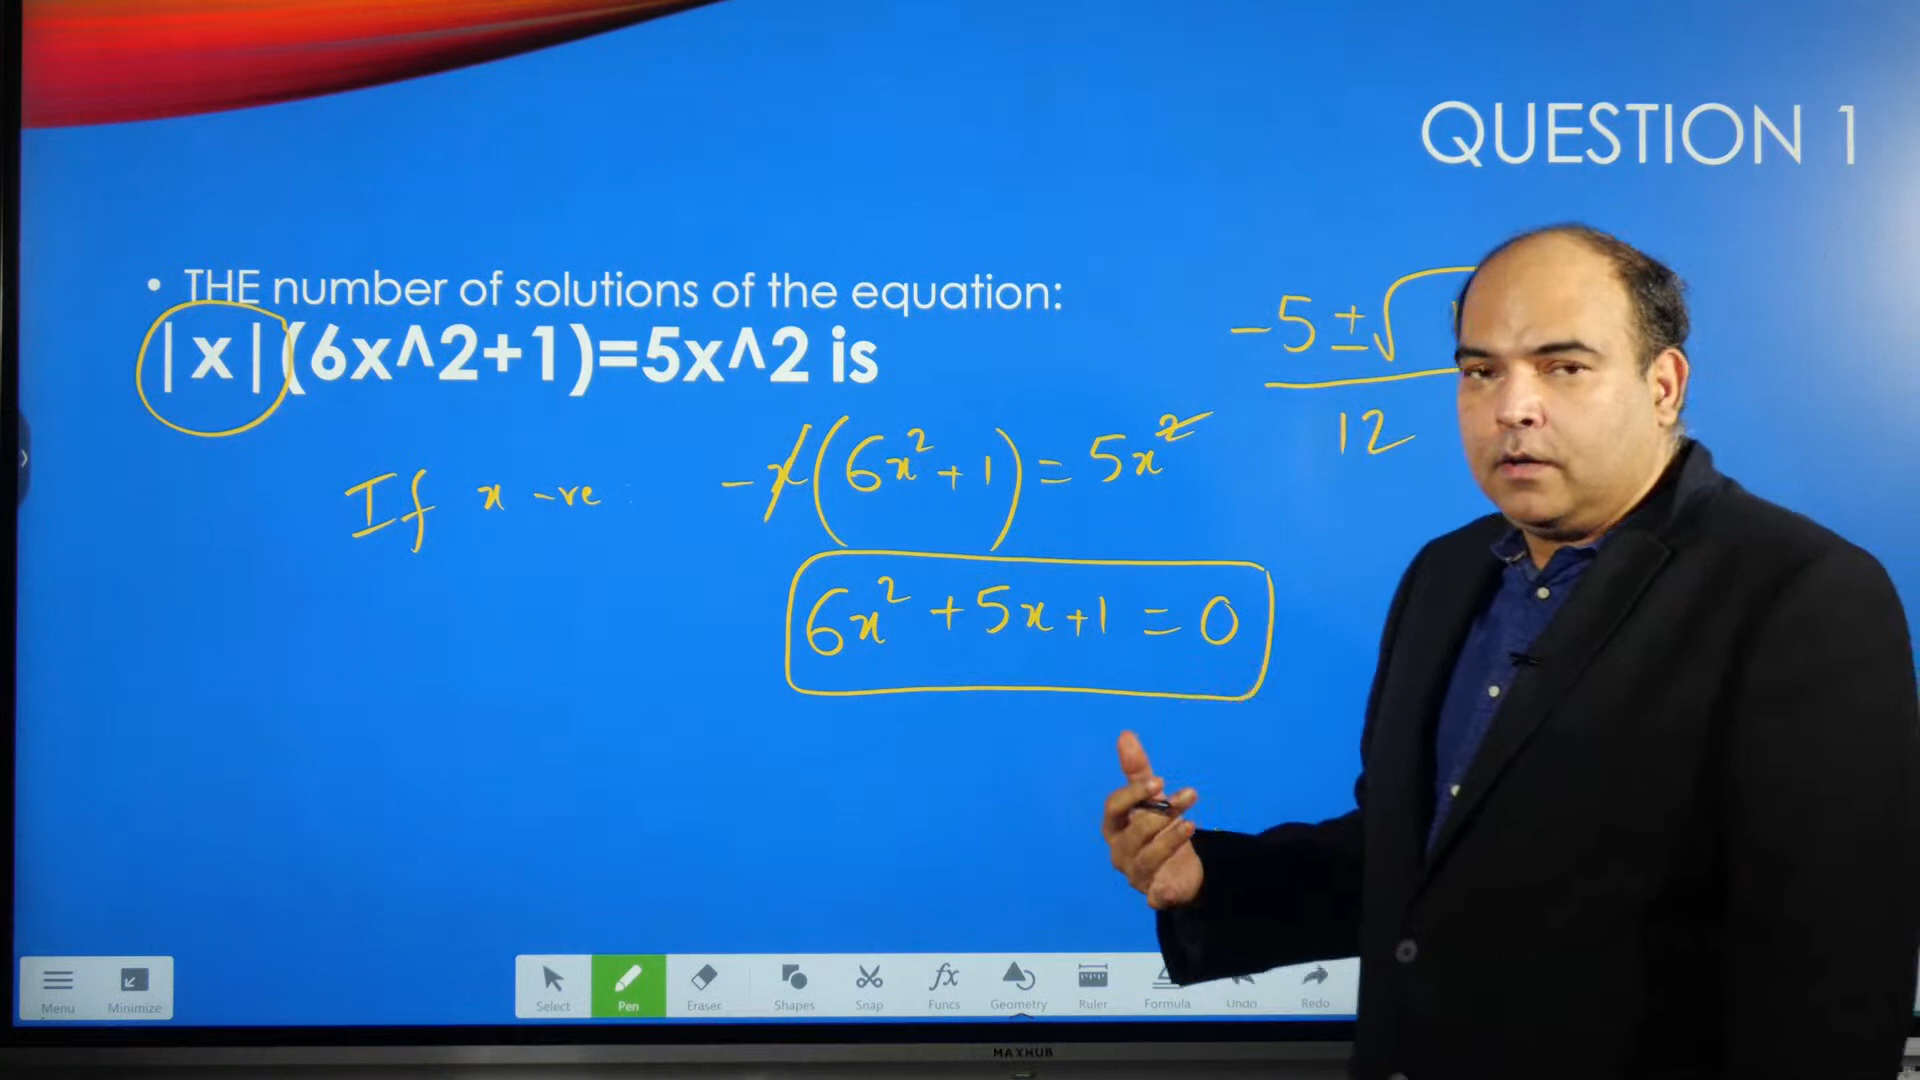 QUESTION 1
• THE number of solutions of the equation:
|x|(6x^2+1)=5x^2 is
-5 ± √
12
If x -ve : -x(6x² + 1) = 5x²
6x² + 5x + 1 = 0
Menu Minimize Select Pen Eraser Shapes Snap Funcs Geometry Ruler Formula Undo Redo
MAXHUB